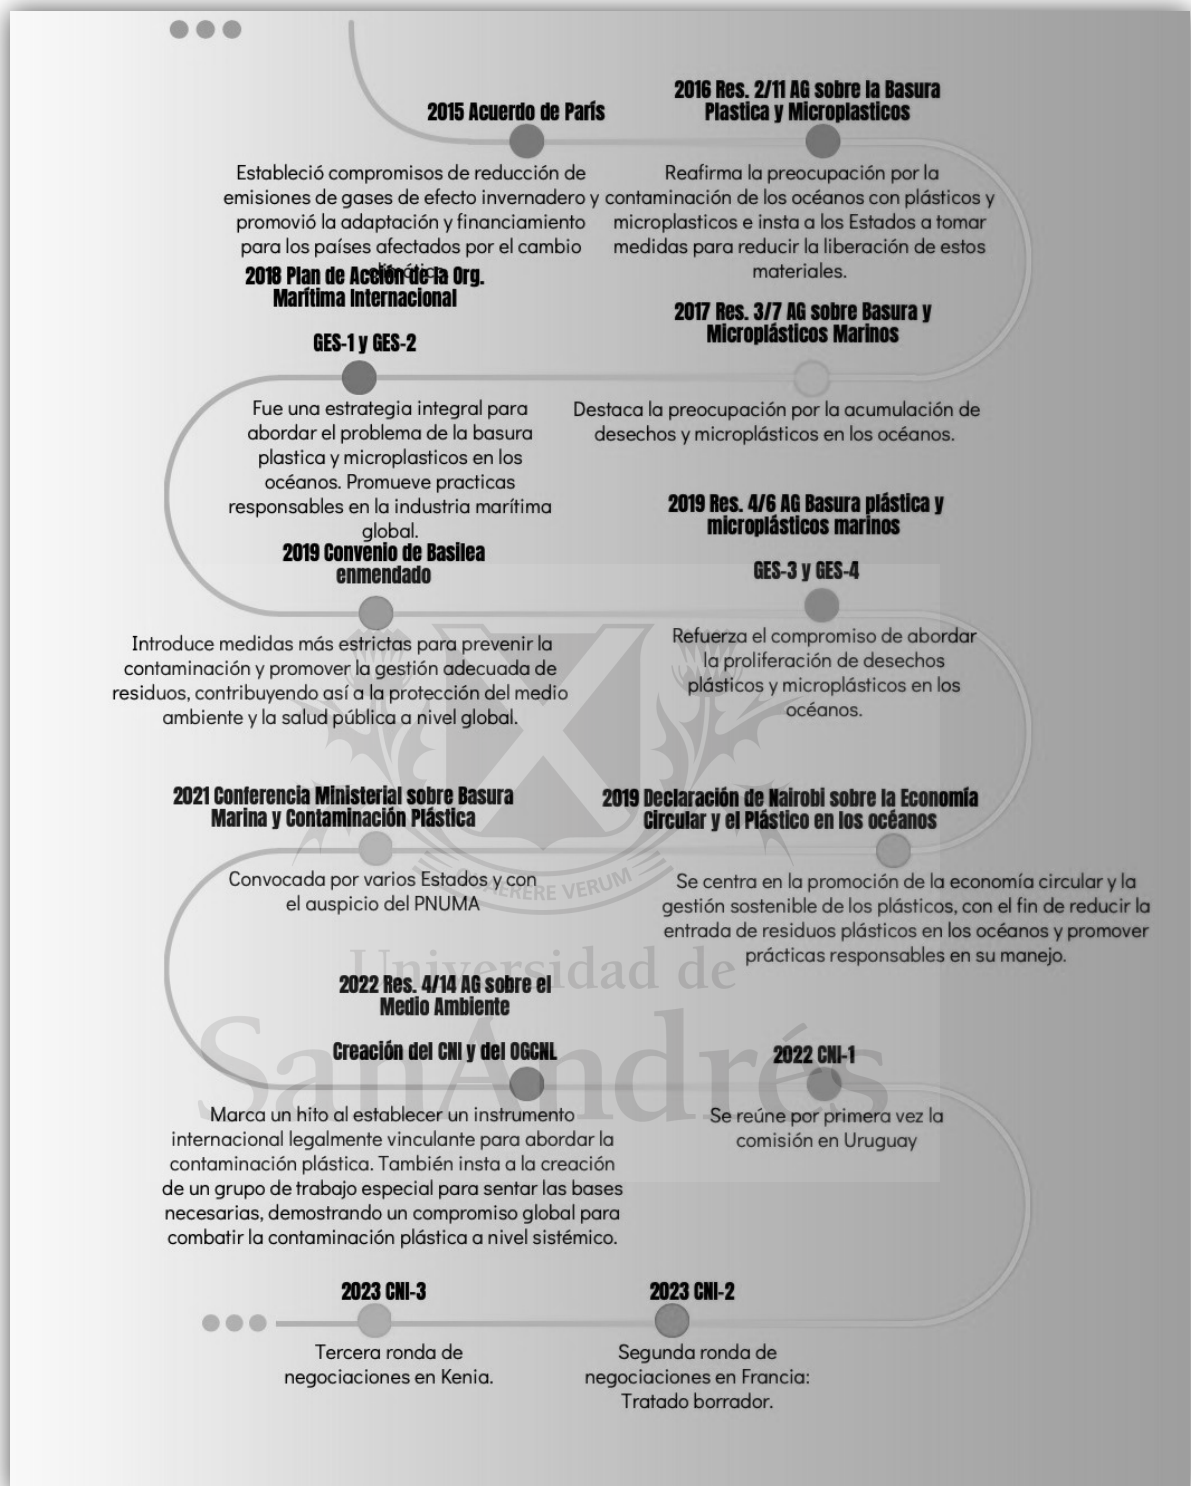 2015 Acuerdo de París
Estableció compromisos de reducción de
emisiones de gases de efecto invernadero y
promovió la adaptación y financiamiento
para los países afectados por el cambio
2016 Res. 2/11 AG sobre la Basura
Plastica y Microplasticos
Reafirma la preocupación por la
contaminación de los océanos con plásticos y
microplasticos e insta a los Estados a tomar
medidas para reducir la liberación de estos
materiales.
2017 Res. 3/7 AG sobre Basura y
Microplásticos Marinos
Destaca la preocupación por la acumulación de
desechos y microplásticos en los océanos.
2018 Plan de Acción de la Org.
Marítima Internacional
GES-1 y GES-2
Fue una estrategia integral para
abordar el problema de la basura
plastica y microplasticos en los
océanos. Promueve practicas
responsables en la industria marítima
global.
2019 Convenio de Basilea
enmendado
Introduce medidas más estrictas para prevenir la
contaminación y promover la gestión adecuada de
residuos, contribuyendo así a la protección del medio
ambiente y la salud pública a nivel global.
2019 Res. 4/6 AG Basura plástica y
microplásticos marinos
GES-3 y GES-4
Refuerza el compromiso de abordar
la proliferación de desechos
plásticos y microplásticos en los
océanos.
2019 Declaración de Nairobi sobre la Economía
Circular y el Plástico en los océanos
Se centra en la promoción de la economía circular y la
gestión sostenible de los plásticos, con el fin de reducir la
entrada de residuos plásticos en los océanos y promover
prácticas responsables en su manejo.
2021 Conferencia Ministerial sobre Basura
Marina y Contaminación Plástica
Convocada por varios Estados y con
el auspicio del PNUMA
QUAERERE VERUM
Universidad de
SanAndrés
2022 Res. 4/14 AG sobre el
Medio Ambiente
Creación del CNI y del OGCNL
Marca un hito al establecer un instrumento
internacional legalmente vinculante para abordar la
contaminación plástica. También insta a la creación
de un grupo de trabajo especial para sentar las bases
necesarias, demostrando un compromiso global para
combatir la contaminación plástica a nivel sistémico.
2022 CNI-1
Se reúne por primera vez la
comisión en Uruguay
2023 CNI-2
Segunda ronda de
negociaciones en Francia:
Tratado borrador.
2023 CNI-3
Tercera ronda de
negociaciones en Kenia.